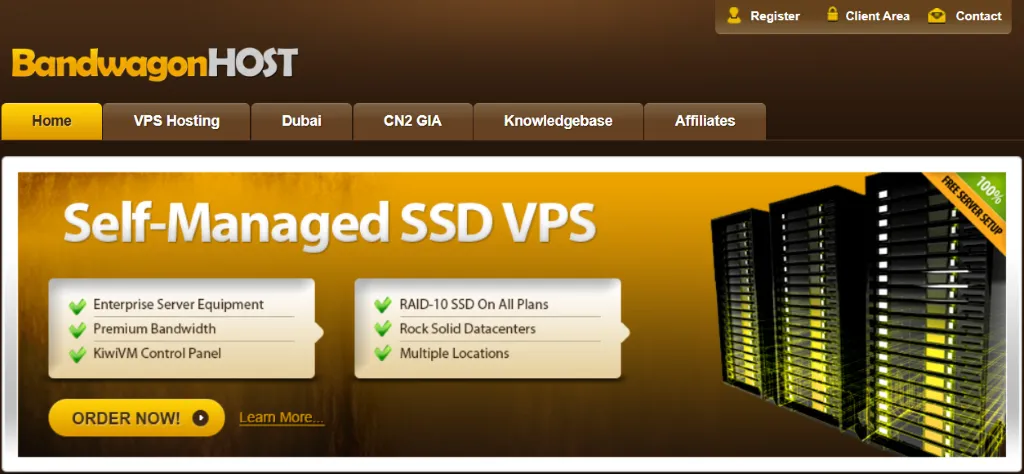 Register Client Area Contact
BandwagonHOST
Home VPS Hosting Dubai CN2 GIA Knowledgebase Affiliates
100%
FREE SERVER SETUP
Self-Managed SSD VPS
Enterprise Server Equipment
Premium Bandwidth
KiwiVM Control Panel
RAID-10 SSD On All Plans
Rock Solid Datacenters
Multiple Locations
ORDER NOW! Learn More...